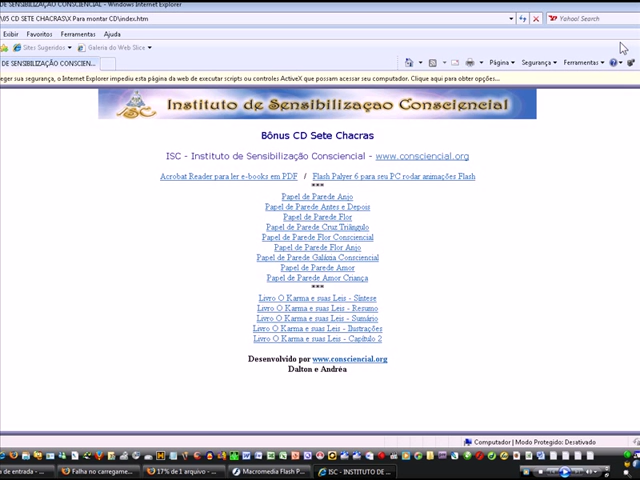 DE SENSIBILIZAÇÃO CONSCIENCIAL - Windows Internet Explorer
\05 CD SETE CHACRAS\X Para montar CD\index.htm
Yahoo! Search
Exibir Favoritos Ferramentas Ajuda
Sites Sugeridos Galeria do Web Slice
DE SENSIBILIZAÇÃO CONSCIEN... Página Segurança Ferramentas
eger sua segurança, o Internet Explorer impediu esta página da web de executar scripts ou controles ActiveX que possam acessar seu computador. Clique aqui para obter opções...
ISC Instituto de Sensibilização Consciencial
Bônus CD Sete Chacras
ISC - Instituto de Sensibilização Consciencial - www.consciencial.org
Acrobat Reader para ler e-books em PDF / Flash Palyer 6 para seu PC rodar animações Flash
***
Papel de Parede Anjo
Papel de Parede Antes e Depois
Papel de Parede Flor
Papel de Parede Cruz Triângulo
Papel de Parede Flor Consciencial
Papel de Parede Flor Anjo
Papel de Parede Galáxia Consciencial
Papel de Parede Amor
Papel de Parede Amor Criança
***
Livro O Karma e suas Leis - Síntese
Livro O Karma e suas Leis - Resumo
Livro O Karma e suas Leis - Sumário
Livro O Karma e suas Leis - Ilustrações
Livro O Karma e suas Leis - Capítulo 2
Desenvolvido por www.consciencial.org
Dalton e Andréa
Computador | Modo Protegido: Desativado
a de entrada - ... Falha no carregame... 17% de 1 arquivo - ... Macromedia Flash P... ISC - INSTITUTO DE ...